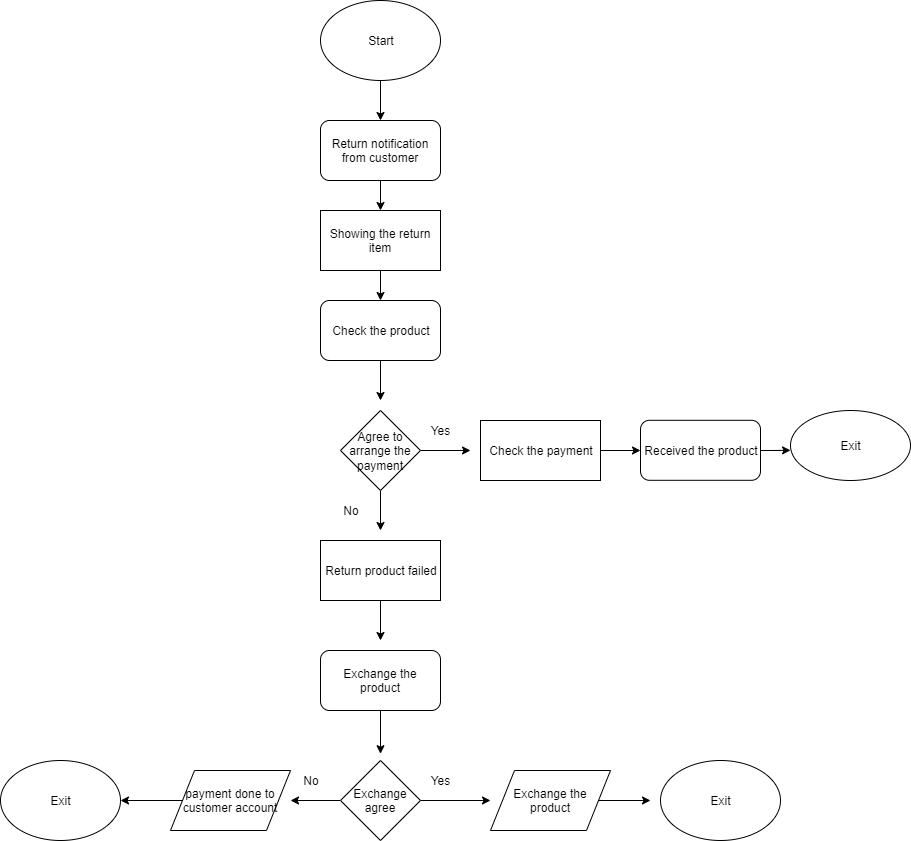 Start
Return notification
from customer
Showing the return
item
Check the product
Agree to
arrange the
payment
Yes
Check the payment
Received the product
Exit
No
Return product failed
Exchange the
product
Exit
payment done to
customer account
No
Exchange
agree
Yes
Exchange the
product
Exit